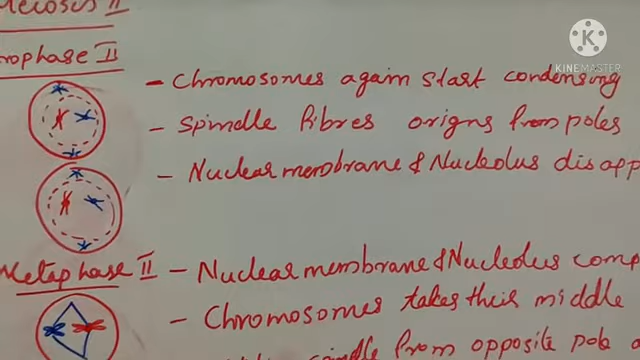 Meiosis II
Prophase II
- Chromosomes again start condensing
- Spindle fibres origns from poles
- Nuclear membrane & Nucleolus disapp
Metaphase II - Nuclear membrane & Nucleolus comp
- Chromosomes takes their middle
spindle from opposite pole
K
KINEMASTER